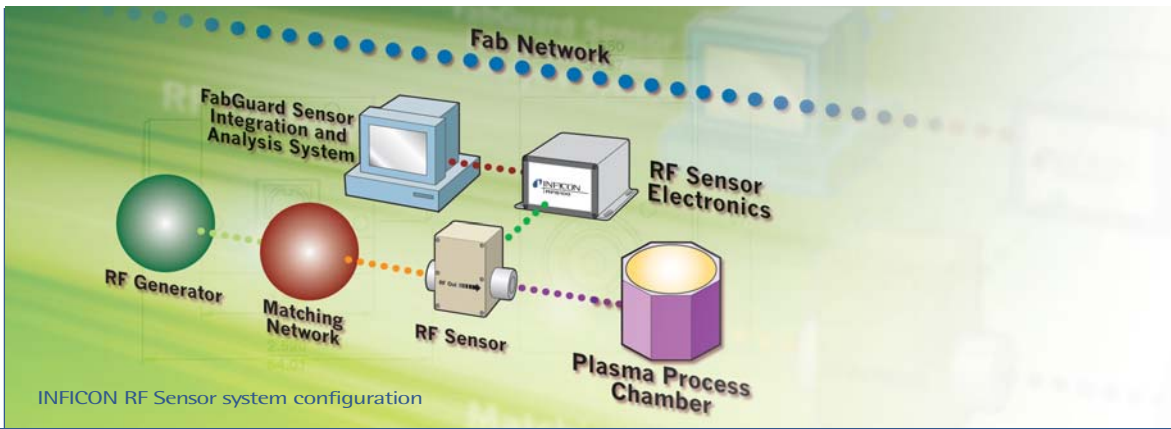 Fab Network
FabGuard Sensor
Integration and
Analysis System
INFICON
RF Sensor
Electronics
RF Generator
Matching
Network
RF Out
RF Sensor
Plasma Process
Chamber
INFICON RF Sensor system configuration